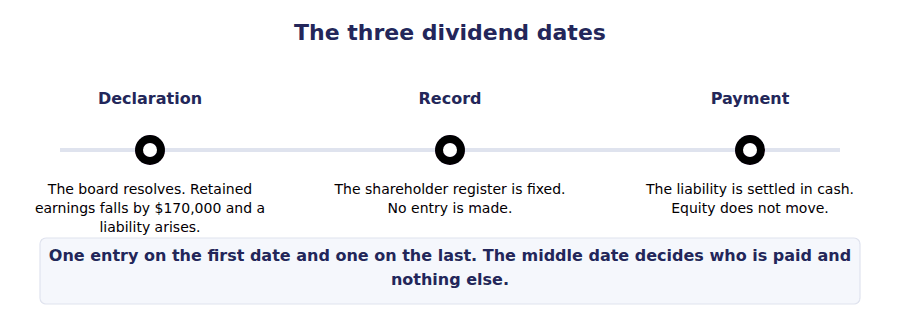 The three dividend dates
Declaration
Record
Payment
The board resolves. Retained
earnings falls by $170,000 and a
liability arises.
The shareholder register is fixed.
No entry is made.
The liability is settled in cash.
Equity does not move.
One entry on the first date and one on the last. The middle date decides who is paid and
nothing else.